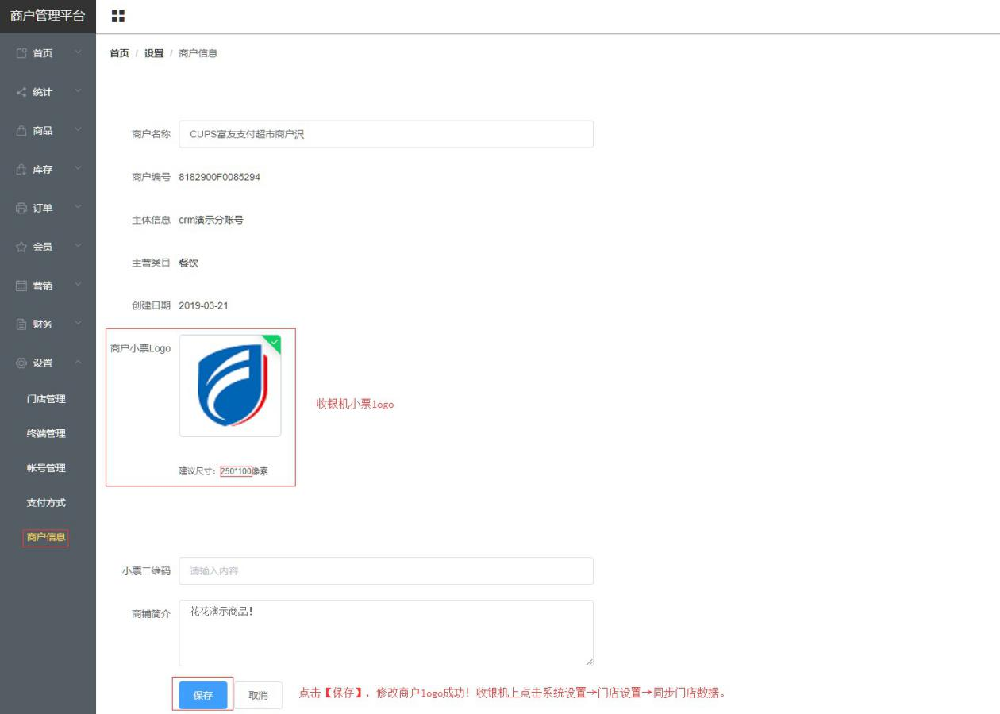 商户管理平台
首页
统计
商品
库存
订单
会员
营销
财务
设置
门店管理
终端管理
帐号管理
支付方式
商户信息
首页 / 设置 / 商户信息
商户名称 CUPS富友支付超市商户沢
商户编号 8182900F0085294
主体信息 crm演示分账号
主营类目 餐饮
创建日期 2019-03-21
商户小票Logo
收银机小票logo
建议尺寸：250*100像素
小票二维码 请输入内容
商铺简介 花花演示商品！
保存 取消 点击【保存】，修改商户logo成功！收银机上点击系统设置→门店设置→同步门店数据。